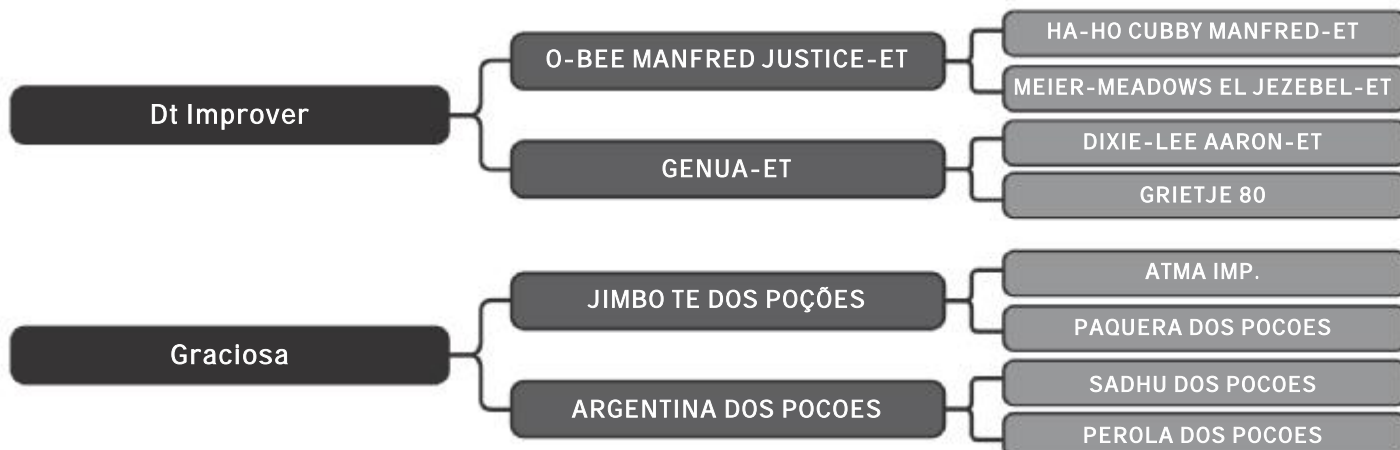 HA-HO CUBBY MANFRED-ET
O-BEE MANFRED JUSTICE-ET
MEIER-MEADOWS EL JEZEBEL-ET
Dt Improver
DIXIE-LEE AARON-ET
GENUA-ET
GRIETJE 80
ATMA IMP.
JIMBO TE DOS POÇÕES
PAQUERA DOS POCOES
Graciosa
SADHU DOS POCOES
ARGENTINA DOS POCOES
PEROLA DOS POCOES